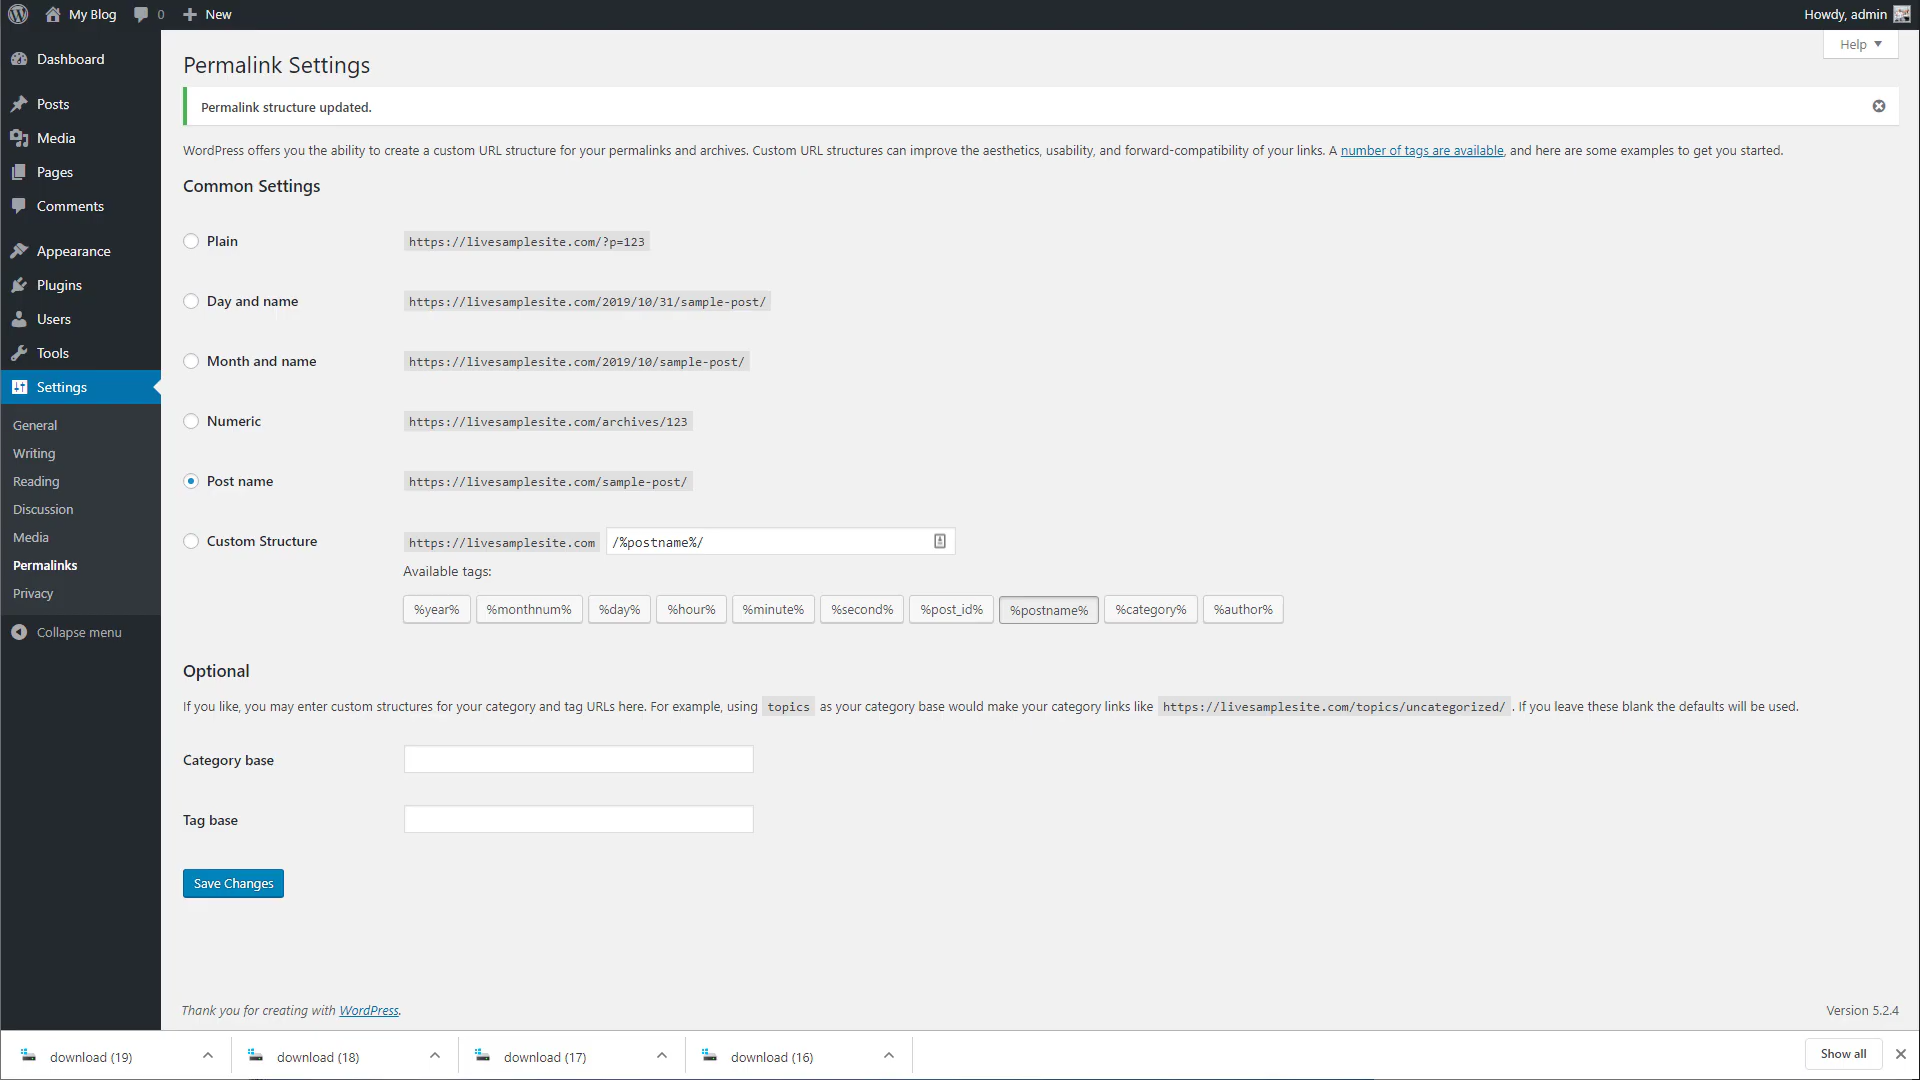 My Blog 0 New Howdy, admin
Help
Dashboard
Posts
Media
Pages
Comments
Appearance
Plugins
Users
Tools
Settings
General
Writing
Reading
Discussion
Media
Permalinks
Privacy
Collapse menu
Permalink Settings
Permalink structure updated.
WordPress offers you the ability to create a custom URL structure for your permalinks and archives. Custom URL structures can improve the aesthetics, usability, and forward-compatibility of your links. A number of tags are available, and here are some examples to get you started.
Common Settings
Plain https://livesamplesite.com/?p=123
Day and name https://livesamplesite.com/2019/10/31/sample-post/
Month and name https://livesamplesite.com/2019/10/sample-post/
Numeric https://livesamplesite.com/archives/123
Post name https://livesamplesite.com/sample-post/
Custom Structure https://livesamplesite.com /%postname%/
Available tags:
%year% %monthnum% %day% %hour% %minute% %second% %post_id% %postname% %category% %author%
Optional
If you like, you may enter custom structures for your category and tag URLs here. For example, using topics as your category base would make your category links like https://livesamplesite.com/topics/uncategorized/ . If you leave these blank the defaults will be used.
Category base
Tag base
Save Changes
Thank you for creating with WordPress. Version 5.2.4
download (19) download (18) download (17) download (16) Show all